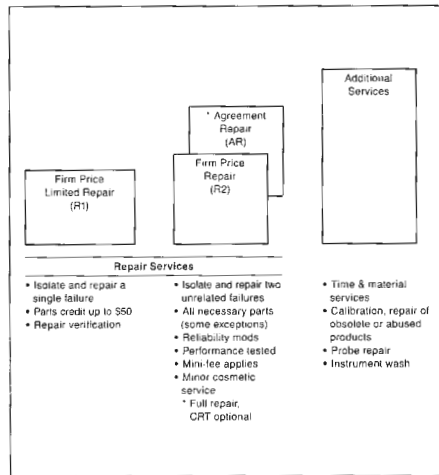 Additional
Services
* Agreement
Repair
(AR)
Firm Price
Limited Repair
(R1)
Firm Price
Repair
(R2)
Repair Services
• Isolate and repair a
single failure
• Parts credit up to $50
• Repair verification
• Isolate and repair two
unrelated failures
• All necessary parts
(some exceptions)
• Reliability mods
• Performance tested
• Mini-fee applies
• Minor cosmetic
service
* Full repair,
CRT optional
• Time & material
services
• Calibration, repair of
obsolete or abused
products
• Probe repair
• Instrument wash